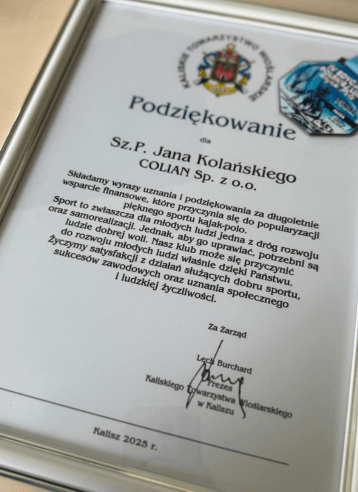 KALISKIE TOWARZYSTWO WIOŚLARSKIE
Podziękowanie
dla
Sz.P. Jana Kolańskiego
COLIAN Sp. z o.o.
Składamy wyrazy uznania i podziękowania za długoletnie
wsparcie finansowe, które przyczynia się do popularyzacji
pięknego sportu kajak-polo.
Sport to zwłaszcza dla młodych ludzi jedna z dróg rozwoju
oraz samorealizacji. Jednak, aby go uprawiać, potrzebni są
ludzie dobrej woli. Nasz klub może się przyczynić
do rozwoju młodych ludzi właśnie dzięki Państwu.
Życzymy satysfakcji z działań służących dobru sportu,
sukcesów zawodowych oraz uznania społecznego
i ludzkiej życzliwości.
Za Zarząd
Lech Burchard
Prezes
Kaliskiego Towarzystwa Wioślarskiego
w Kaliszu
Kalisz 2025 r.